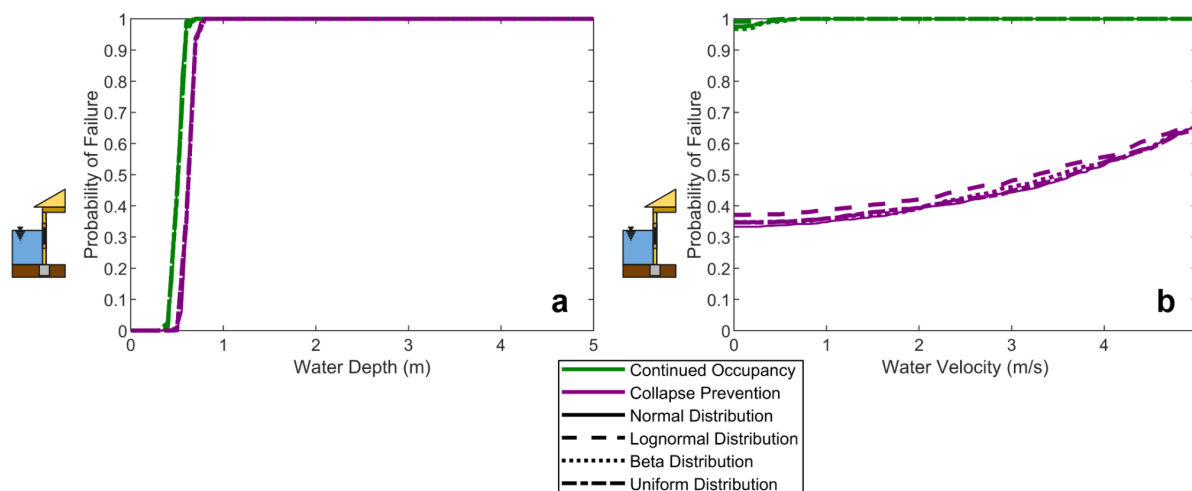 1
0.9
0.8
0.7
0.6
0.5
0.4
0.3
0.2
0.1
0
Probability of Failure
a
0 1 2 3 4 5
Water Depth (m)
1
0.9
0.8
0.7
0.6
0.5
0.4
0.3
0.2
0.1
0
Probability of Failure
b
0 1 2 3 4
Water Velocity (m/s)
Continued Occupancy
Collapse Prevention
Normal Distribution
Lognormal Distribution
Beta Distribution
Uniform Distribution